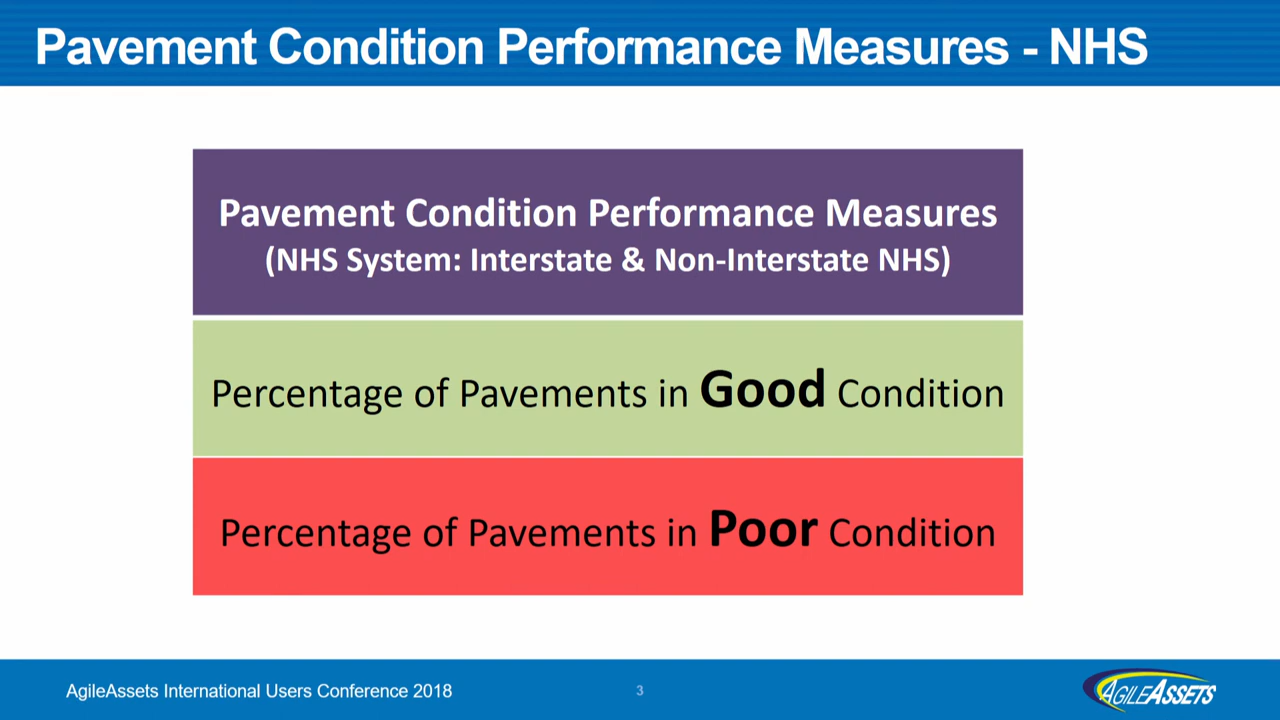 Pavement Condition Performance Measures - NHS
Pavement Condition Performance Measures
(NHS System: Interstate & Non-Interstate NHS)
Percentage of Pavements in Good Condition
Percentage of Pavements in Poor Condition
AgileAssets International Users Conference 2018
3
AGILEASSETS